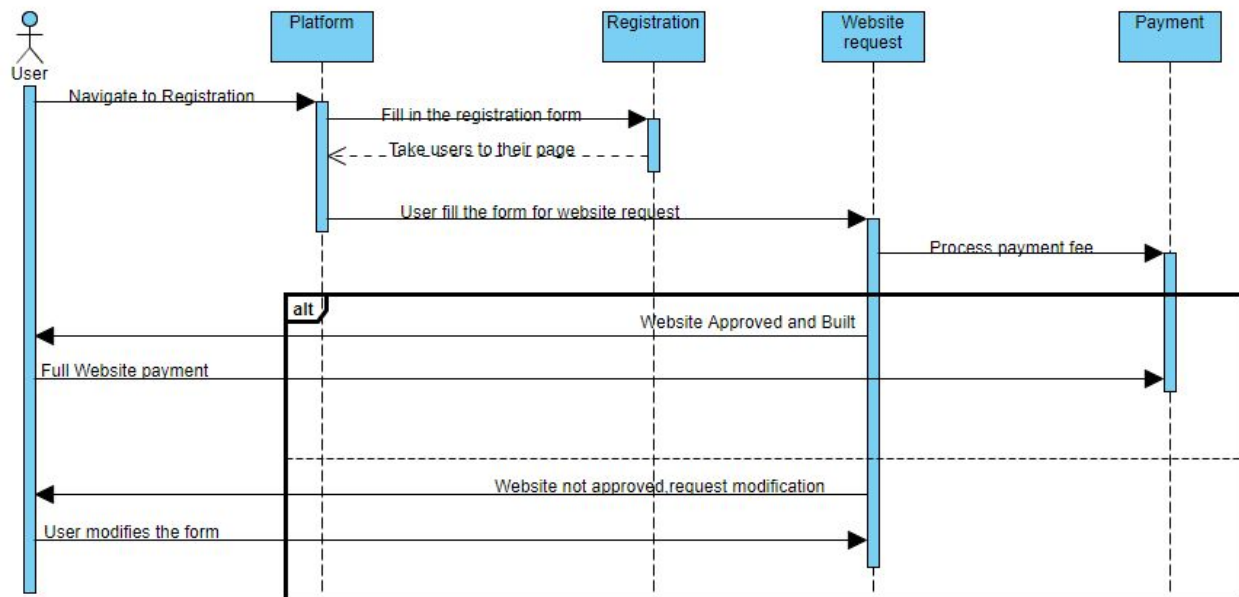 Platform
Registration
Website
request
Payment
User
Navigate to Registration
Fill in the registration form
Take users to their page
User fill the form for website request
Process payment fee
alt
Website Approved and Built
Full Website payment
Website not approved,request modification
User modifies the form